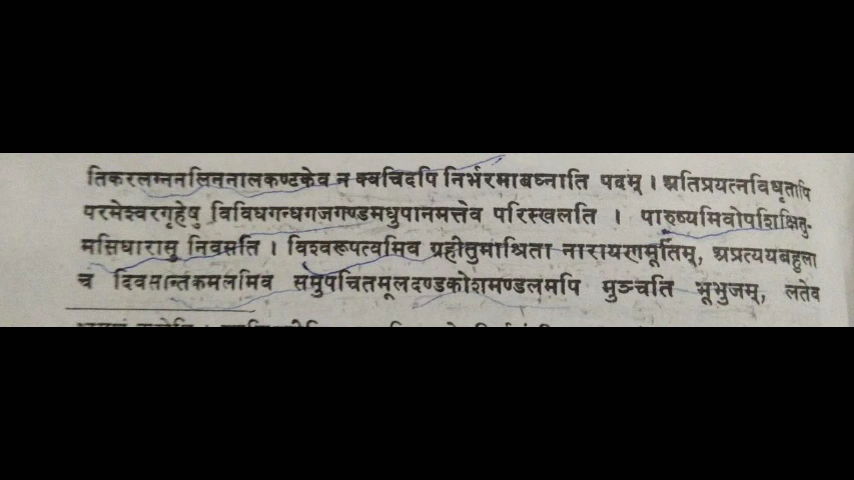 तिकरलग्ननलिननालकण्टकेव न क्वचिदपि निर्भरमाबध्नाति पदम् । अतिप्रयत्नविधृतापि
परमेश्वरगृहेषु विविधगन्धगजगण्डमधुपानमत्तेव परिस्खलति । पारुष्यमिवोपशिक्षितु-
मसिधारासु निवसति । विश्वरूपत्वमिव ग्रहीतुमाश्रिता नारायणमूर्तिम्, अप्रत्ययबहुला
च दिवसान्तकमलमिव समुपचितमूलदण्डकोशमण्डलमपि मुञ्चति भूभुजम्, लतेव